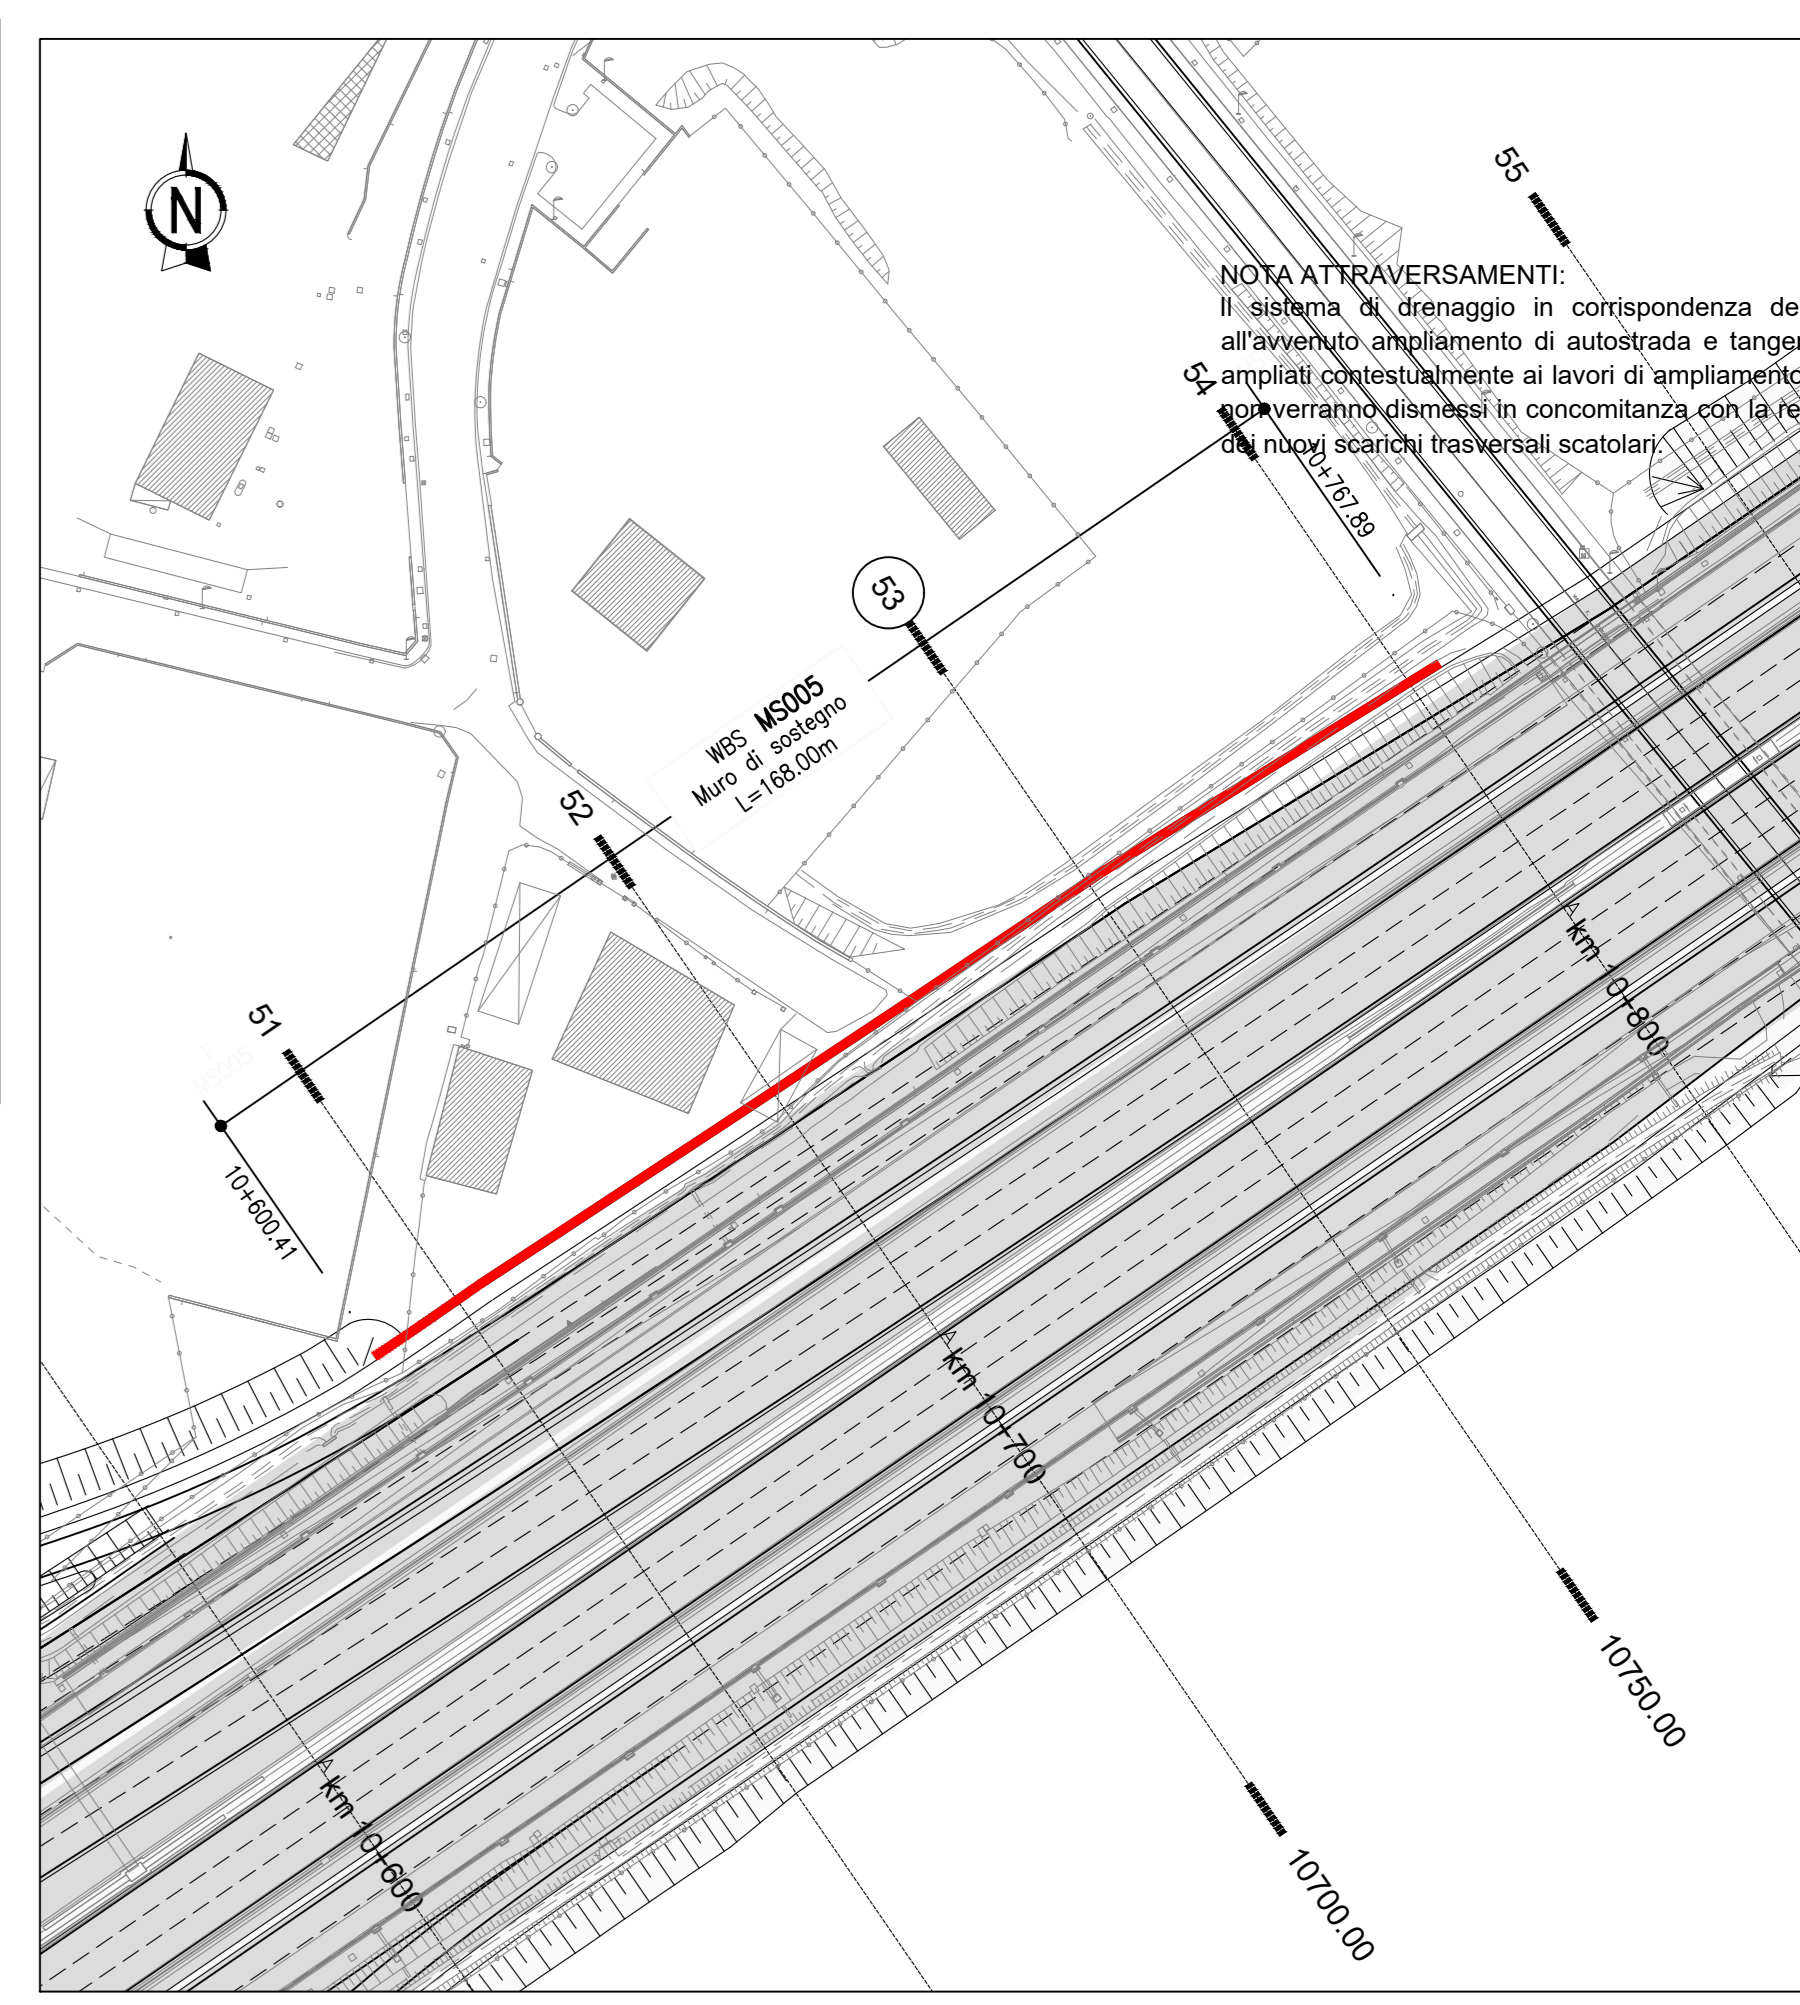 N
55
NOTA ATTRAVERSAMENTI:
Il sistema di drenaggio in corrispondenza de
all'avvenuto ampliamento di autostrada e tanger
ampliati contestualmente ai lavori di ampliamento
non verranno dismessi in concomitanza con la re
dei nuovi scarichi trasversali scatolari.
54
10+767.89
53
WBS MS005
Muro di sostegno
L=168.00m
52
51
10+600.41
km 10+800
km 10+700
km 10+600
10750.00
10700.00